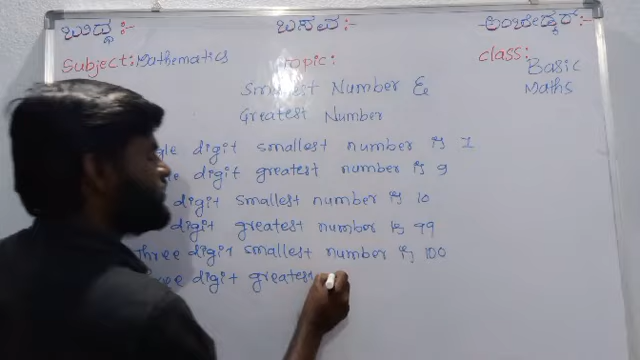 ಬುದ್ಧ :- ಬಸವ :- ಅಂಬೇಡ್ಕರ್ :-
Subject: Mathematics Topic: class: Basic Maths
Smallest Number &
Greatest Number
digit smallest number is 1
digit greatest number is 9
digit smallest number is 10
digit greatest number is 99
three digit smallest number is 100
three digit greatest